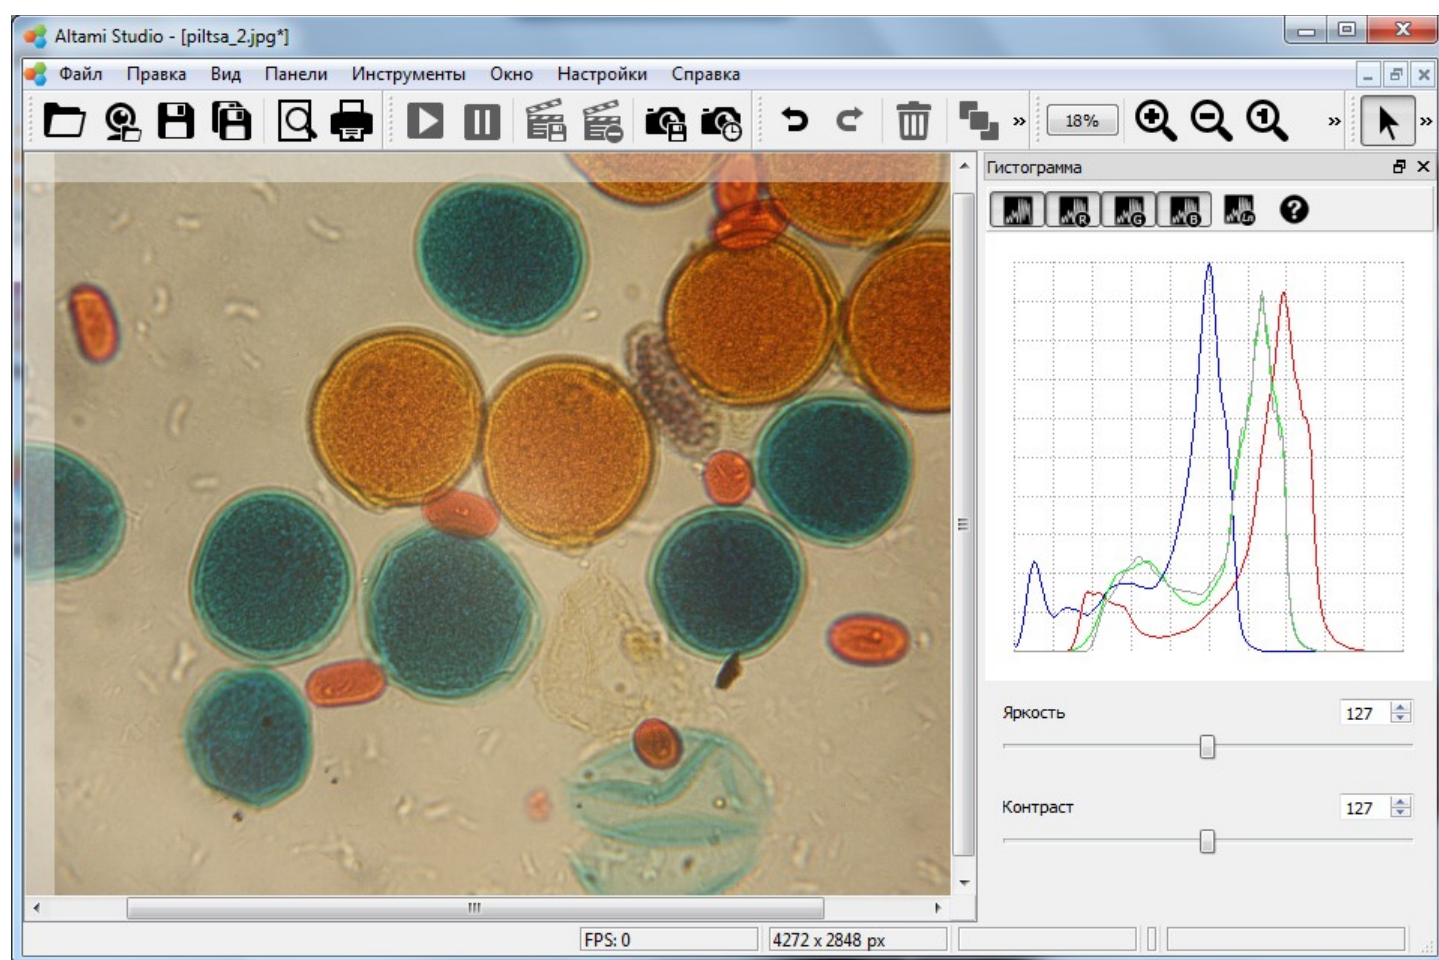 Altami Studio - [piltsa_2.jpg*]
Файл Правка Вид Панели Инструменты Окно Настройки Справка
18%
Гистограмма
R G B Ln ?
Яркость 127
Контраст 127
FPS: 0 4272 x 2848 px